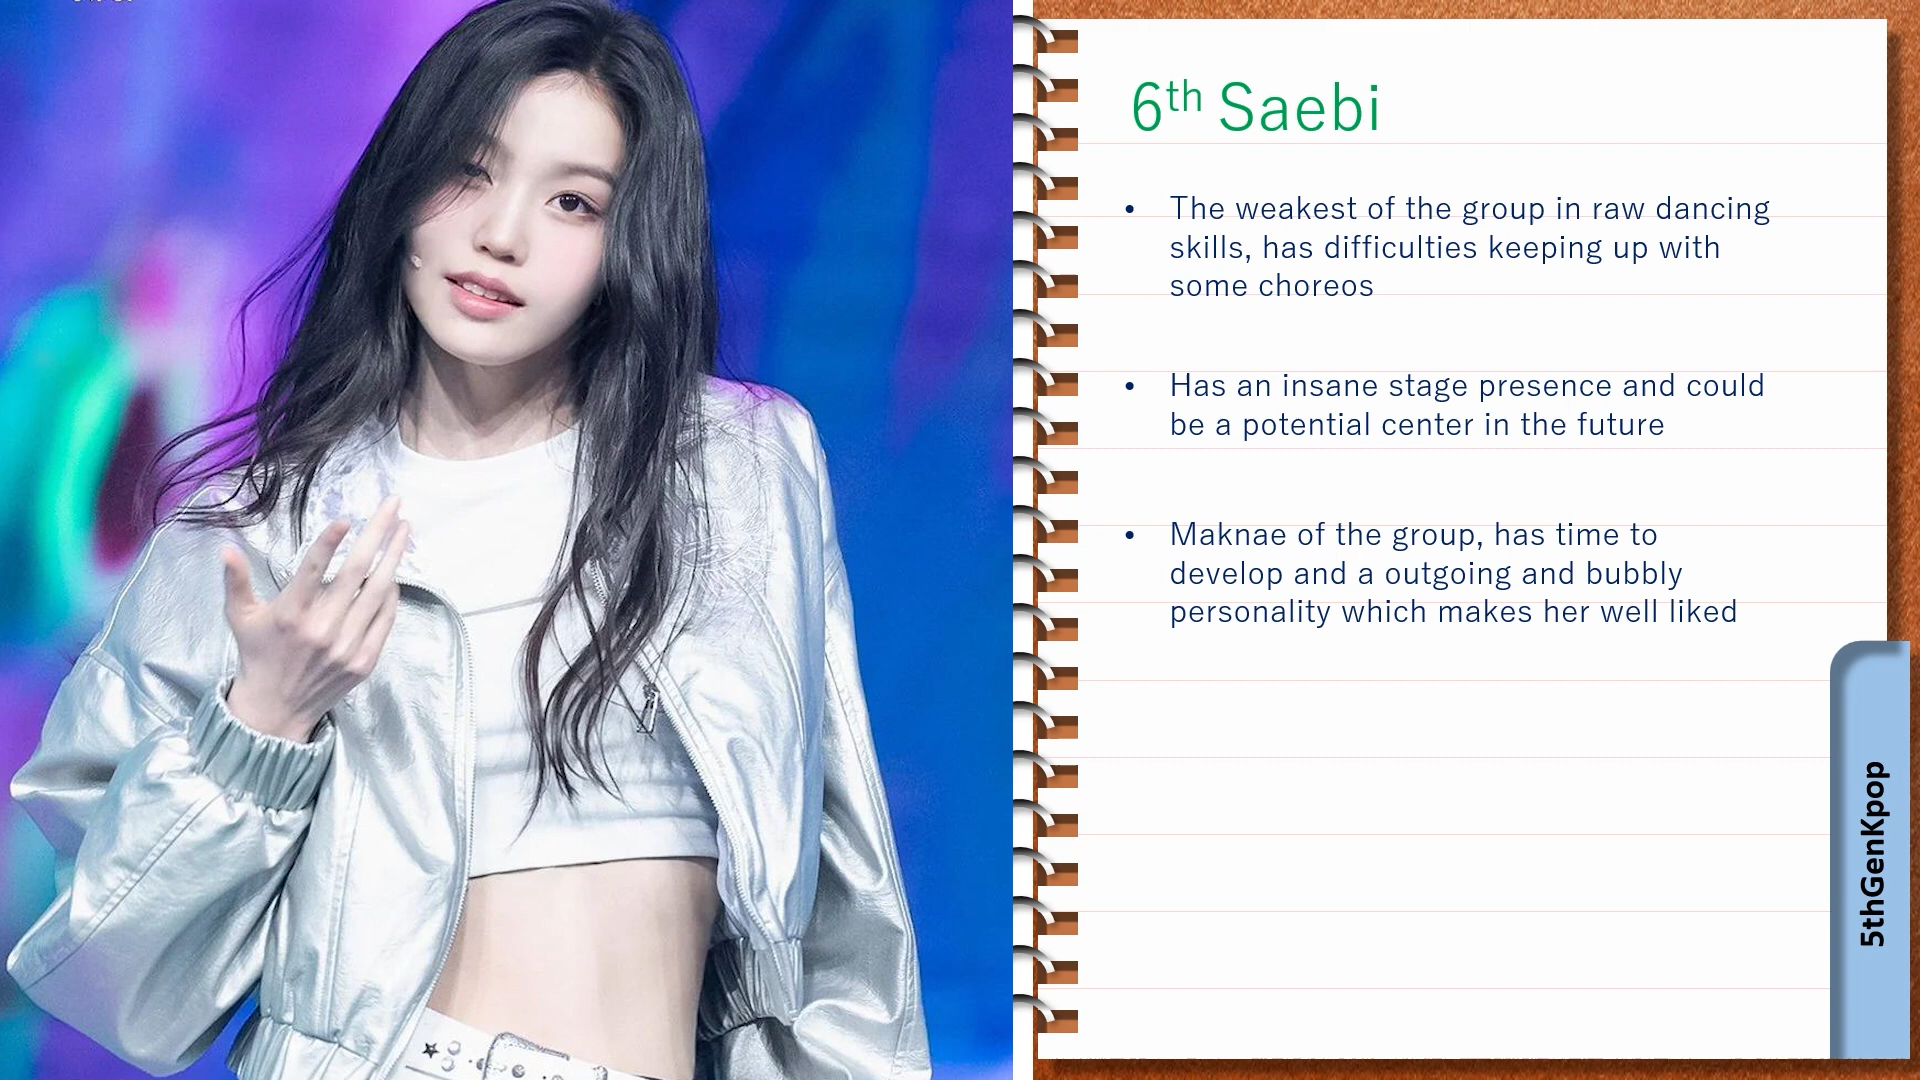 6th Saebi
• The weakest of the group in raw dancing
skills, has difficulties keeping up with
some choreos
• Has an insane stage presence and could
be a potential center in the future
• Maknae of the group, has time to
develop and a outgoing and bubbly
personality which makes her well liked
5thGenKpop